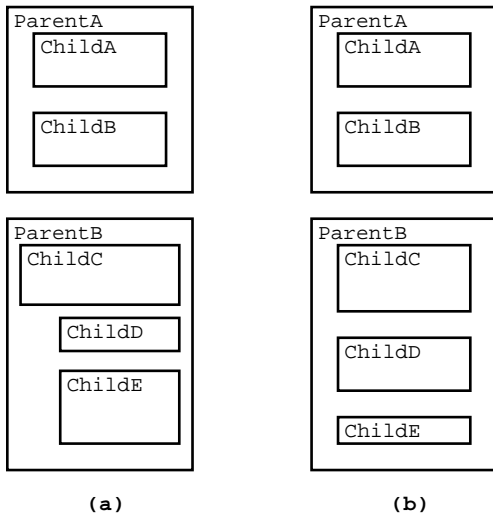 ParentA
ChildA
ChildB
ParentB
ChildC
ChildD
ChildE
(a)
ParentA
ChildA
ChildB
ParentB
ChildC
ChildD
ChildE
(b)